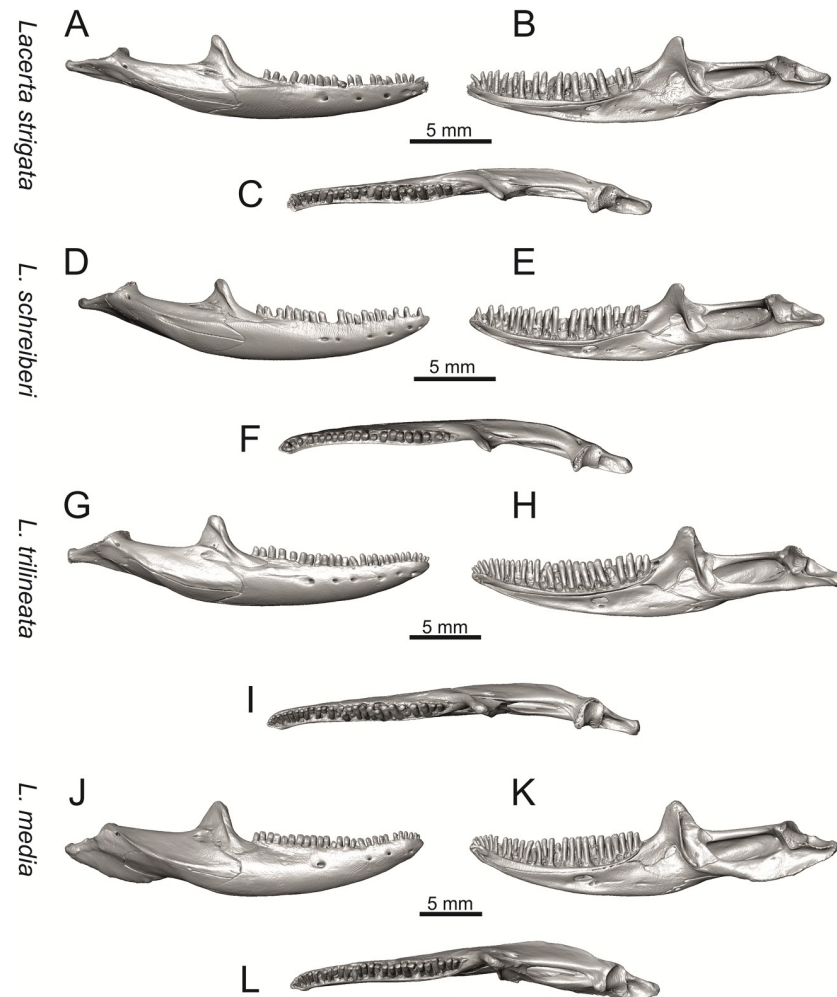 Lacerta strigata
A
B
5 mm
C
L. schreiberi
D
E
5 mm
F
L. trilineata
G
H
5 mm
I
L. media
J
K
5 mm
L